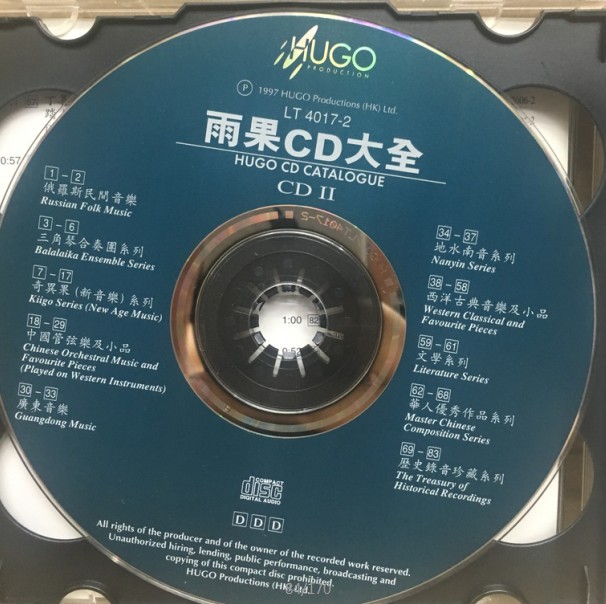 HUGO
PRODUCTION
Ⓟ 1997 HUGO Productions (HK) Ltd.
LT 4017-2
雨果CD大全
HUGO CD CATALOGUE
CD II
1 - 2
俄羅斯民間音樂
Russian Folk Music
3 - 6
三角琴合奏團系列
Balalaika Ensemble Series
7 - 17
奇異果(新音樂)系列
Kiigo Series (New Age Music)
18 - 29
中國管弦樂及小品
Chinese Orchestral Music and
Favourite Pieces
(Played on Western Instruments)
30 - 33
廣東音樂
Guangdong Music
34 - 37
地水南音系列
Nanyin Series
38 - 58
西洋古典音樂及小品
Western Classical and
Favourite Pieces
59 - 61
文學系列
Literature Series
62 - 68
華人優秀作品系列
Master Chinese
Composition Series
69 - 83
歷史錄音珍藏系列
The Treasury of
Historical Recordings
0:57
1:00 82
COMPACT
disc
DIGITAL AUDIO
D D D
All rights of the producer and of the owner of the recorded work reserved.
Unauthorized hiring, lending, public performance, broadcasting and
copying of this compact disc prohibited.
HUGO Productions (HK) Ltd.
84/170